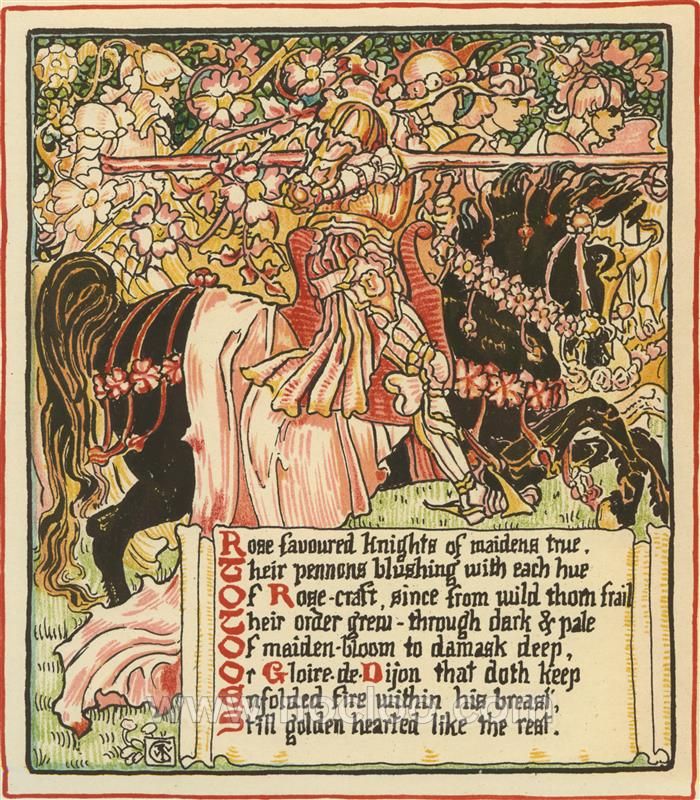 Rose favoured Knights of maidens true,
Their pennons blushing with each hue
Of Rose-craft, since from wild thorn frail
Their order grew - through dark & pale
Of maiden-bloom to damask deep,
Or Gloire-de-Dijon that doth keep
Enfolded fire within his breast,
Still golden hearted like the rest.